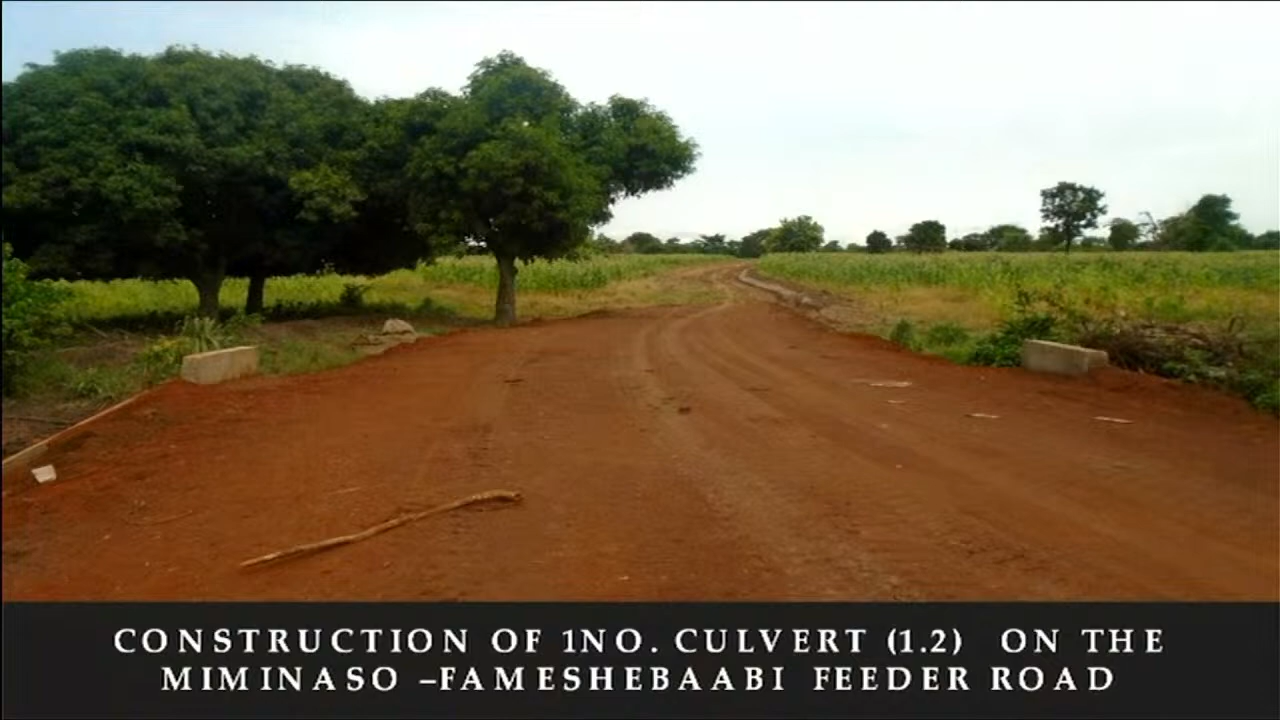 CONSTRUCTION OF 1NO. CULVERT (1.2) ON THE
MIMINASO –FAMESHEBAABI FEEDER ROAD